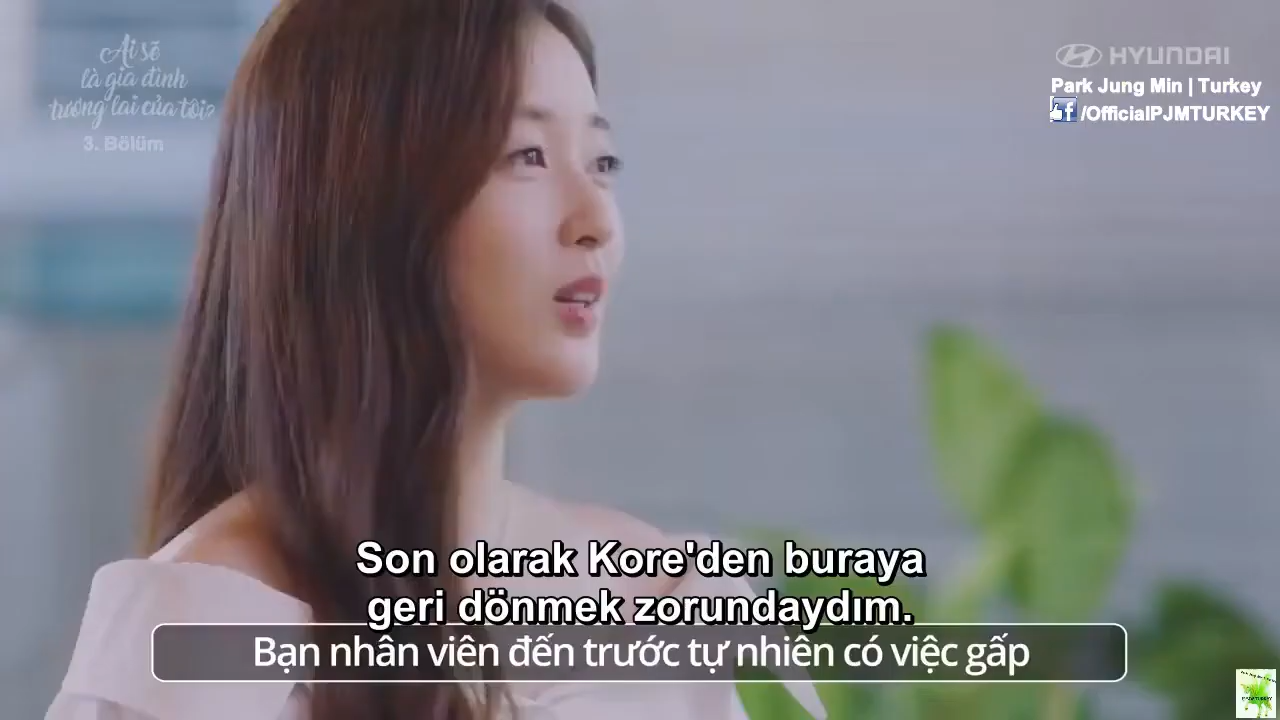 Ai sẽ
là gia đình
tương lai của tôi?
3. Bölüm
HYUNDAI
Park Jung Min | Turkey
/OfficialPJMTURKEY
Son olarak Kore'den buraya
geri dönmek zorundaydım.
Bạn nhân viên đến trước tự nhiên có việc gấp